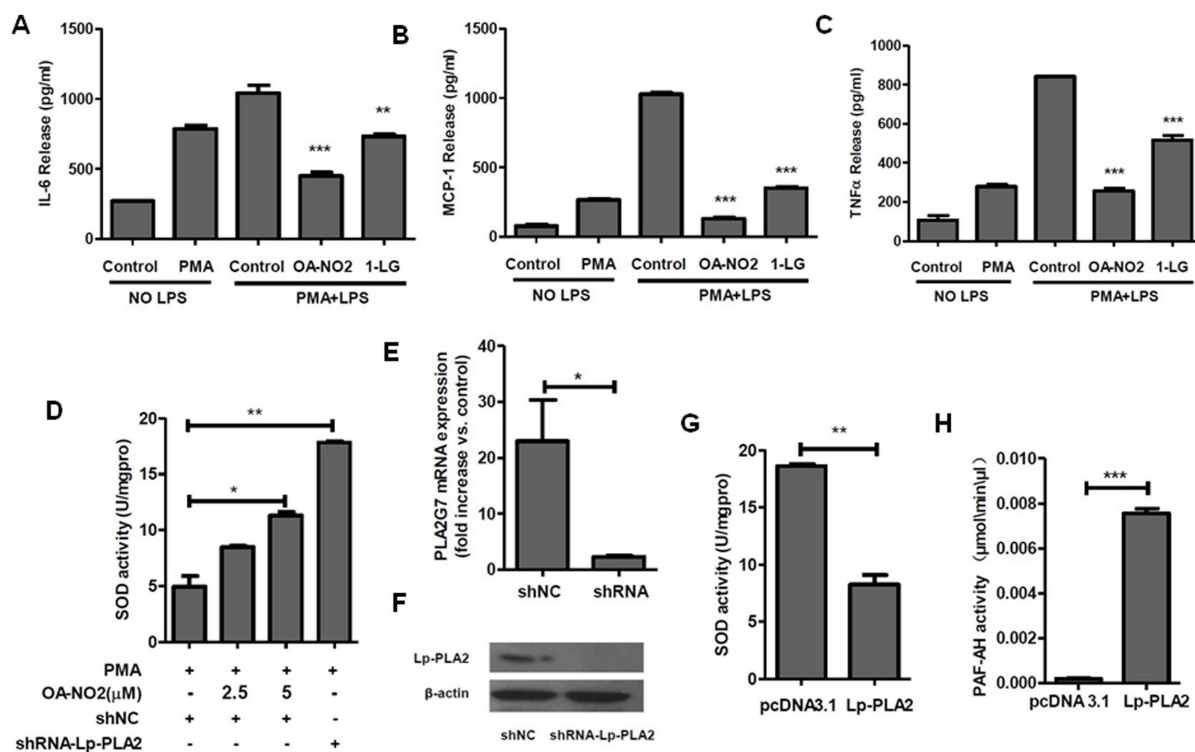 A
IL-6 Release (pg/ml)
1500
1000
500
0
**
***
Control PMA Control OA-NO2 1-LG
NO LPS PMA+LPS
B
MCP-1 Release (pg/ml)
1500
1000
500
0
***
***
Control PMA Control OA-NO2 1-LG
NO LPS PMA+LPS
C
TNFα Release (pg/ml)
1000
800
600
400
200
0
***
***
Control PMA Control OA-NO2 1-LG
NO LPS PMA+LPS
D
SOD activity (U/mgpro)
20
15
10
5
0
**
*
PMA + + + +
OA-NO2(μM) - 2.5 5 -
shNC + + + -
shRNA-Lp-PLA2 - - - +
E
PLA2G7 mRNA expression
(fold increase vs. control)
40
30
20
10
0
*
shNC shRNA
F
Lp-PLA2
β-actin
shNC shRNA-Lp-PLA2
G
SOD activity (U/mgpro)
20
15
10
5
0
**
pcDNA3.1 Lp-PLA2
H
PAF-AH activity (μmol\min\μl)
0.010
0.008
0.006
0.004
0.002
0.000
***
pcDNA3.1 Lp-PLA2